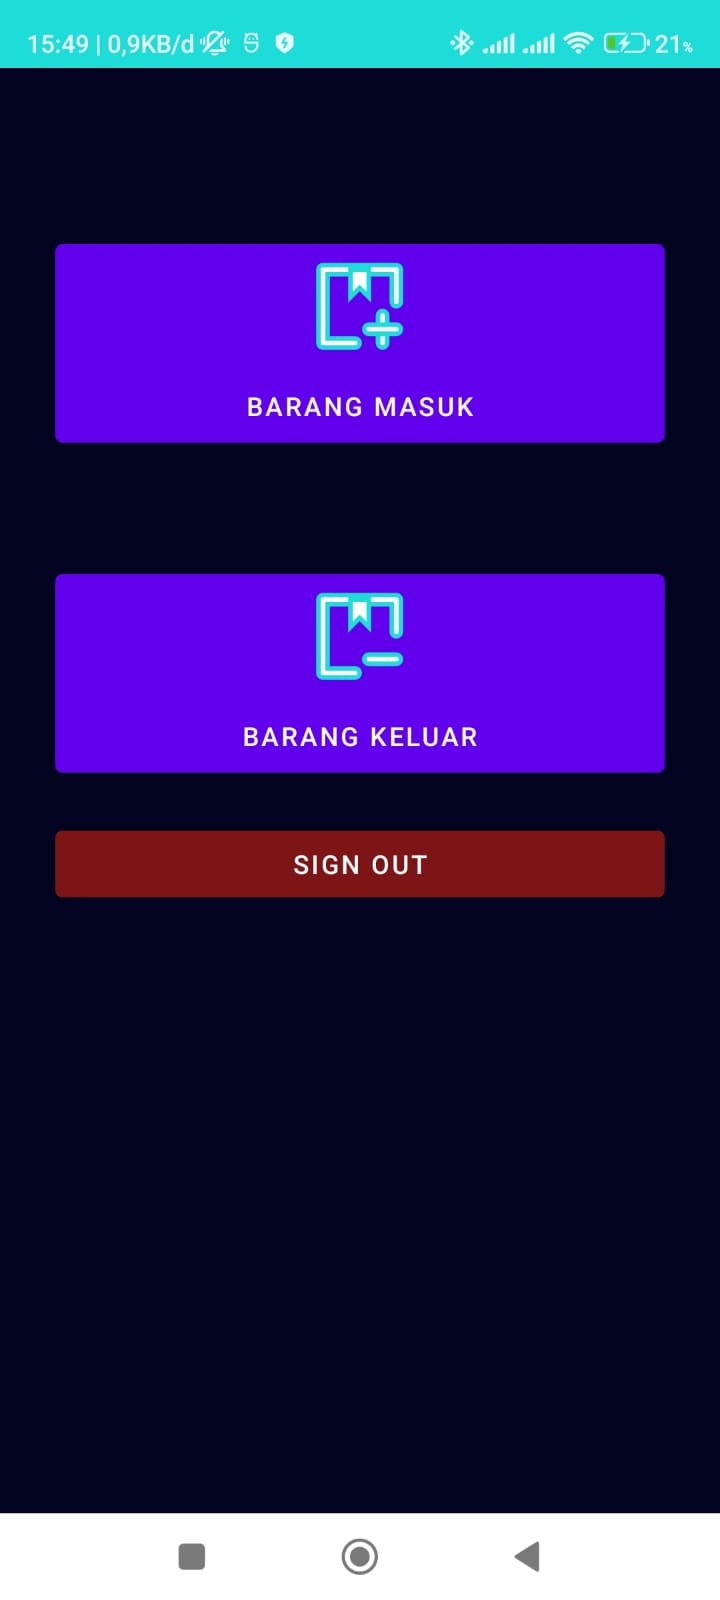 15:49 | 0,9KB/d 21%
BARANG MASUK
BARANG KELUAR
SIGN OUT